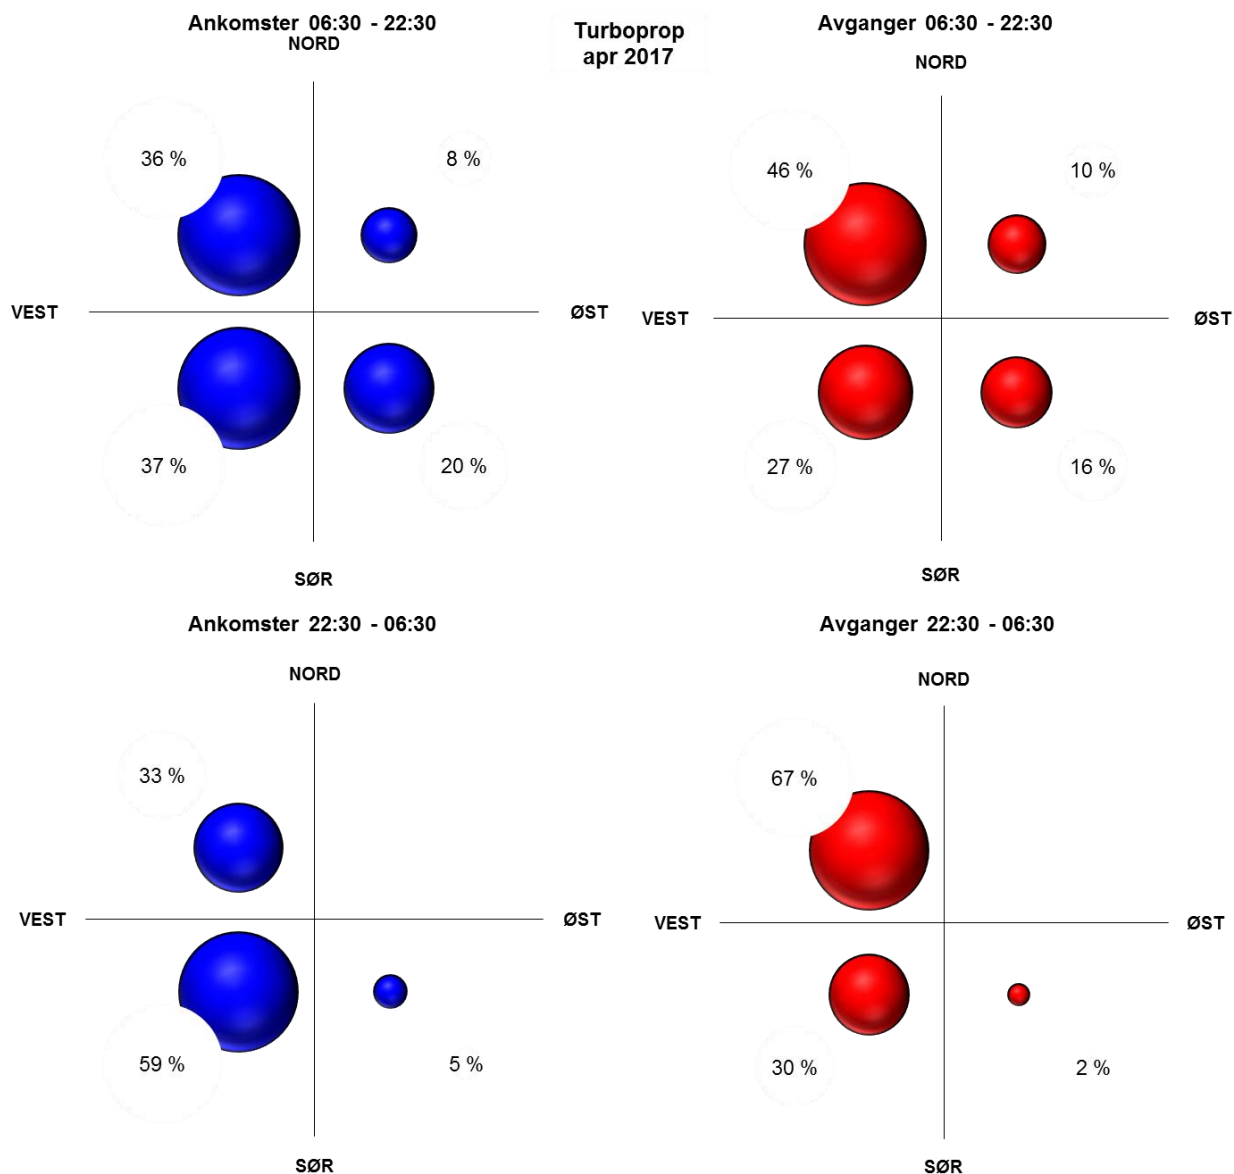 Ankomster 06:30 - 22:30
NORD
Turboprop
apr 2017
Avganger 06:30 - 22:30
NORD
36 %
8 %
46 %
10 %
VEST
ØST
VEST
ØST
37 %
20 %
27 %
16 %
SØR
SØR
Ankomster 22:30 - 06:30
Avganger 22:30 - 06:30
NORD
NORD
33 %
67 %
VEST
ØST
VEST
ØST
59 %
5 %
30 %
2 %
SØR
SØR